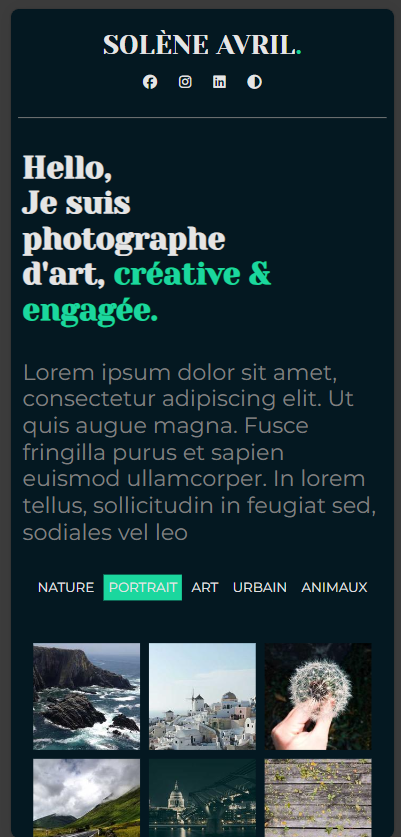 SOLÈNE AVRIL.
Hello,
Je suis
photographe
d'art, créative &
engagée.
Lorem ipsum dolor sit amet,
consectetur adipiscing elit. Ut
quis augue magna. Fusce
fringilla purus et sapien
euismod ullamcorper. In lorem
tellus, sollicitudin in feugiat sed,
sodiales vel leo
NATURE PORTRAIT ART URBAIN ANIMAUX